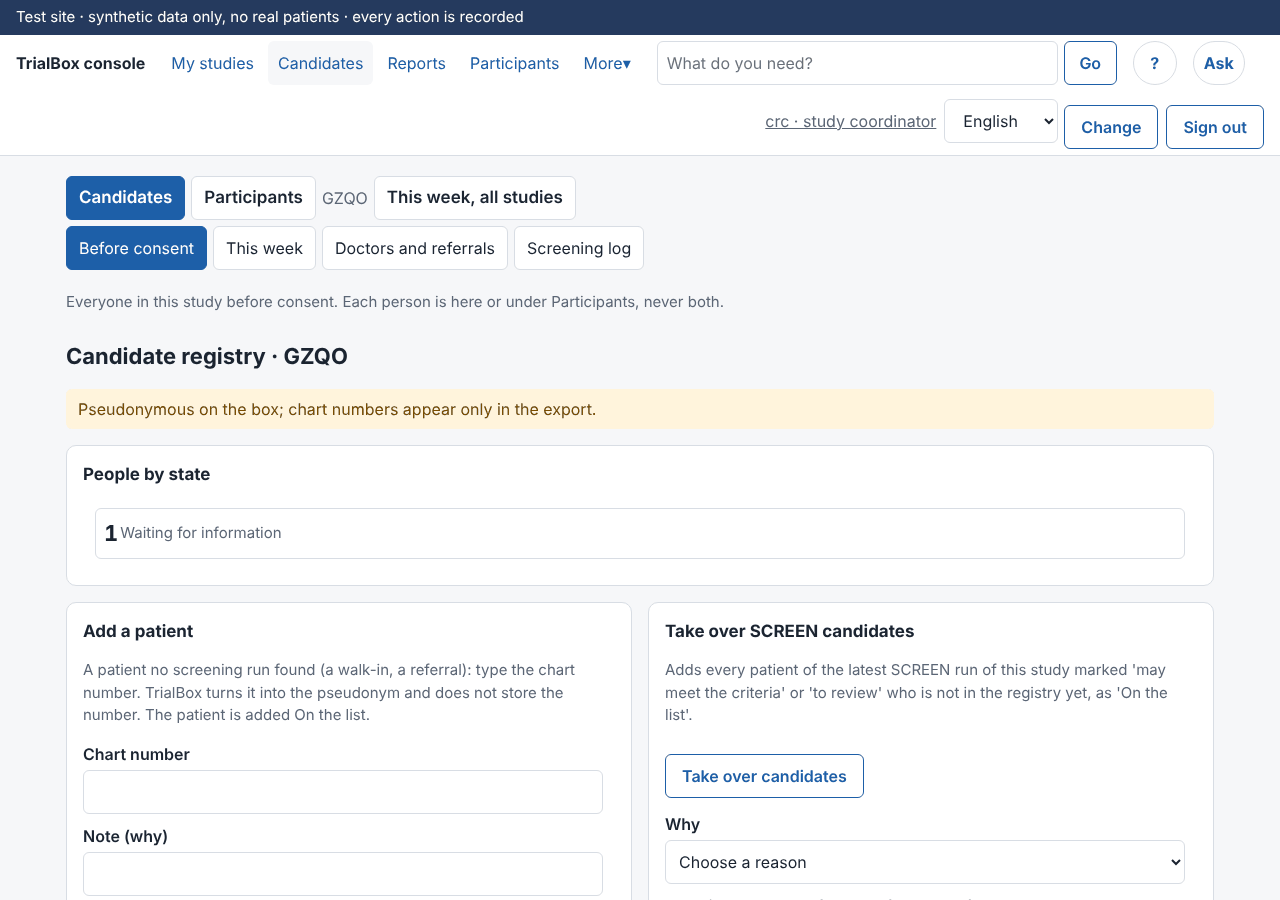 Test site · synthetic data only, no real patients · every action is recorded
TrialBox console My studies Candidates Reports Participants More▾ What do you need? Go ? Ask
crc · study coordinator English Change Sign out
Candidates Participants GZQO This week, all studies
Before consent This week Doctors and referrals Screening log
Everyone in this study before consent. Each person is here or under Participants, never both.
Candidate registry · GZQO
Pseudonymous on the box; chart numbers appear only in the export.
People by state
1 Waiting for information
Add a patient
A patient no screening run found (a walk-in, a referral): type the chart
number. TrialBox turns it into the pseudonym and does not store the
number. The patient is added On the list.
Chart number
Note (why)
Take over SCREEN candidates
Adds every patient of the latest SCREEN run of this study marked 'may
meet the criteria' or 'to review' who is not in the registry yet, as 'On the
list'.
Take over candidates
Why
Choose a reason